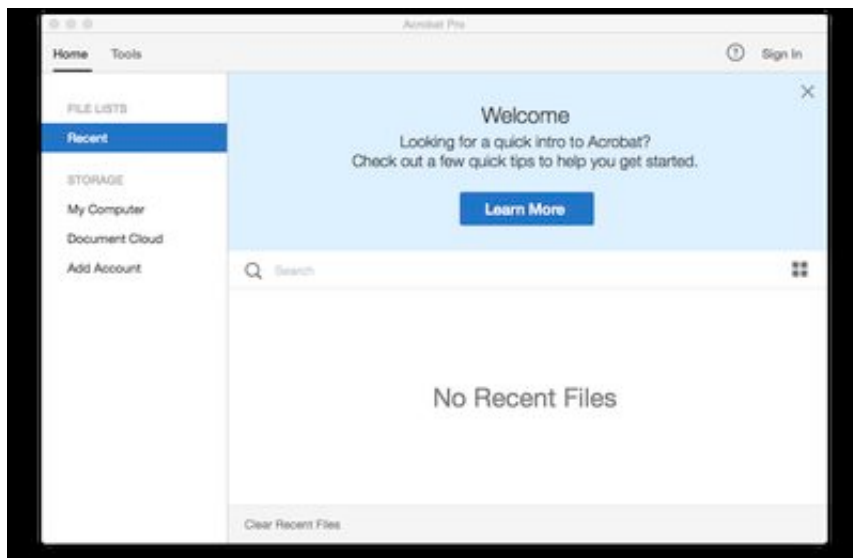 Acrobat Pro
Home Tools
? Sign In
FILE LISTS
Recent
STORAGE
My Computer
Document Cloud
Add Account
Welcome
Looking for a quick intro to Acrobat?
Check out a few quick tips to help you get started.
Learn More
Search
No Recent Files
Clear Recent Files